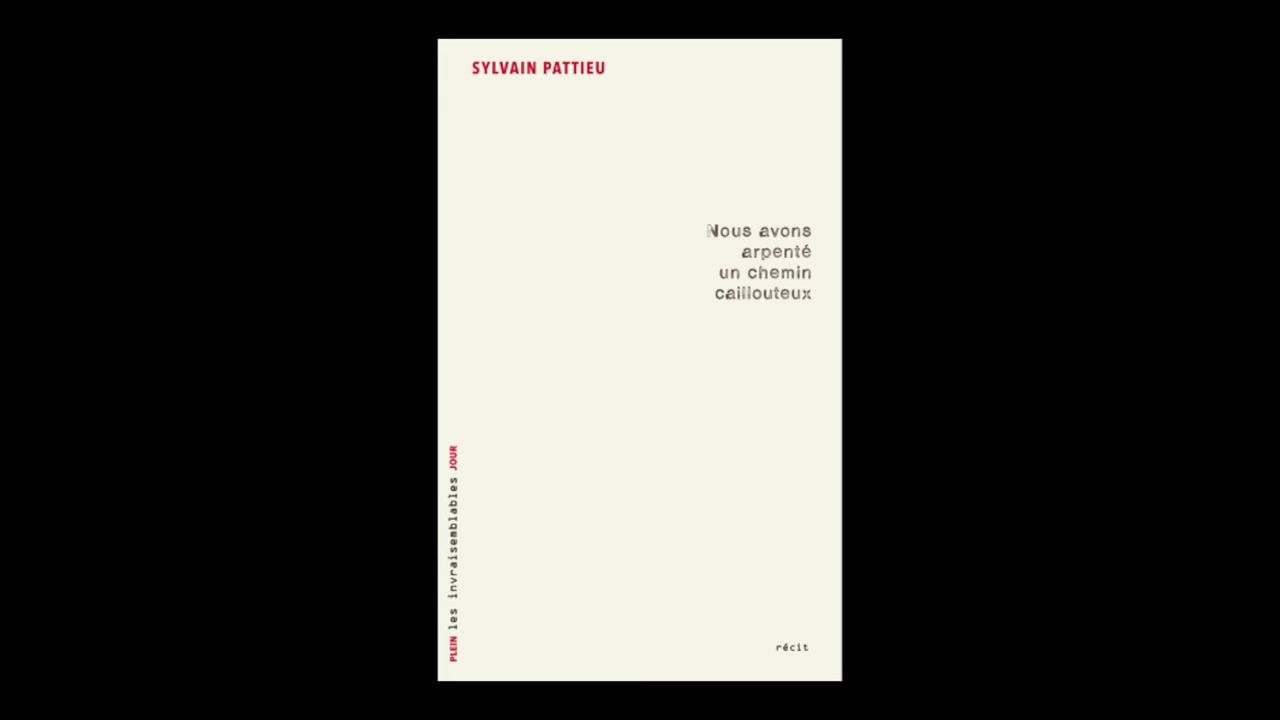 SYLVAIN PATTIEU
Nous avons
arpenté
un chemin
caillouteux
PLEIN les invraisemblables JOUR
récit